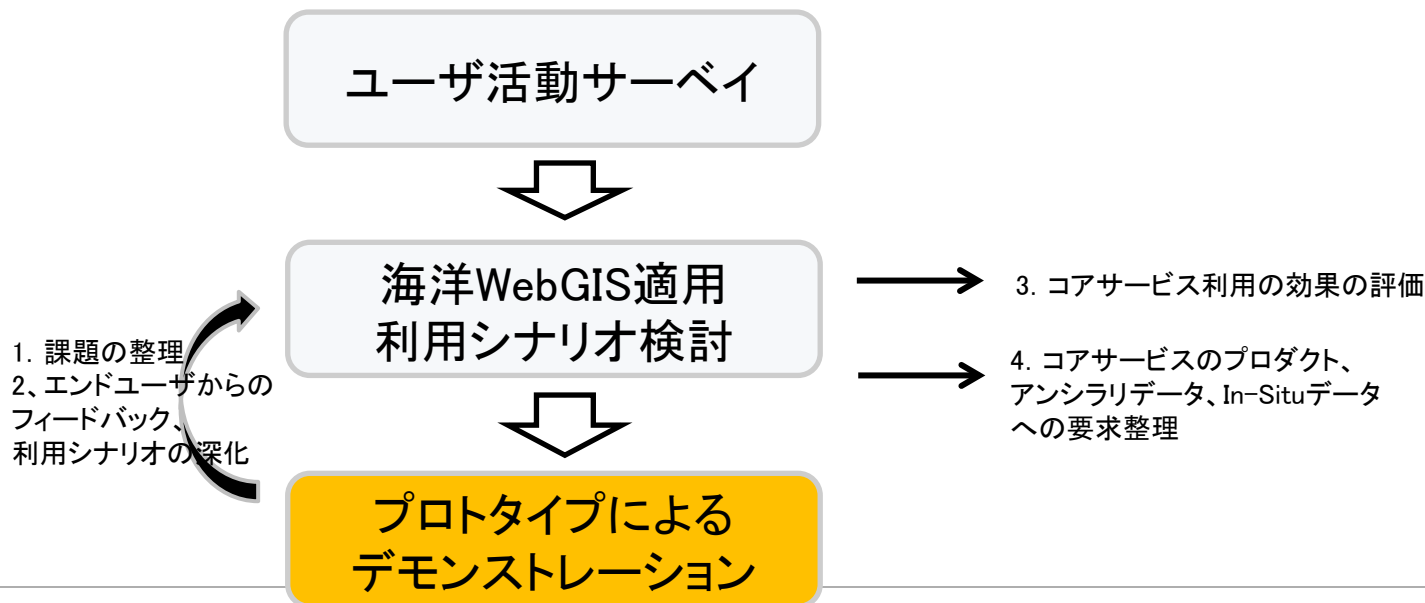 ユーザ活動サーベイ
海洋WebGIS適用
利用シナリオ検討
3. コアサービス利用の効果の評価
1. 課題の整理
2、エンドユーザからの
フィードバック、
利用シナリオの深化
4. コアサービスのプロダクト、
アンシラリデータ、In-Situデータ
への要求整理
プロトタイプによる
デモンストレーション